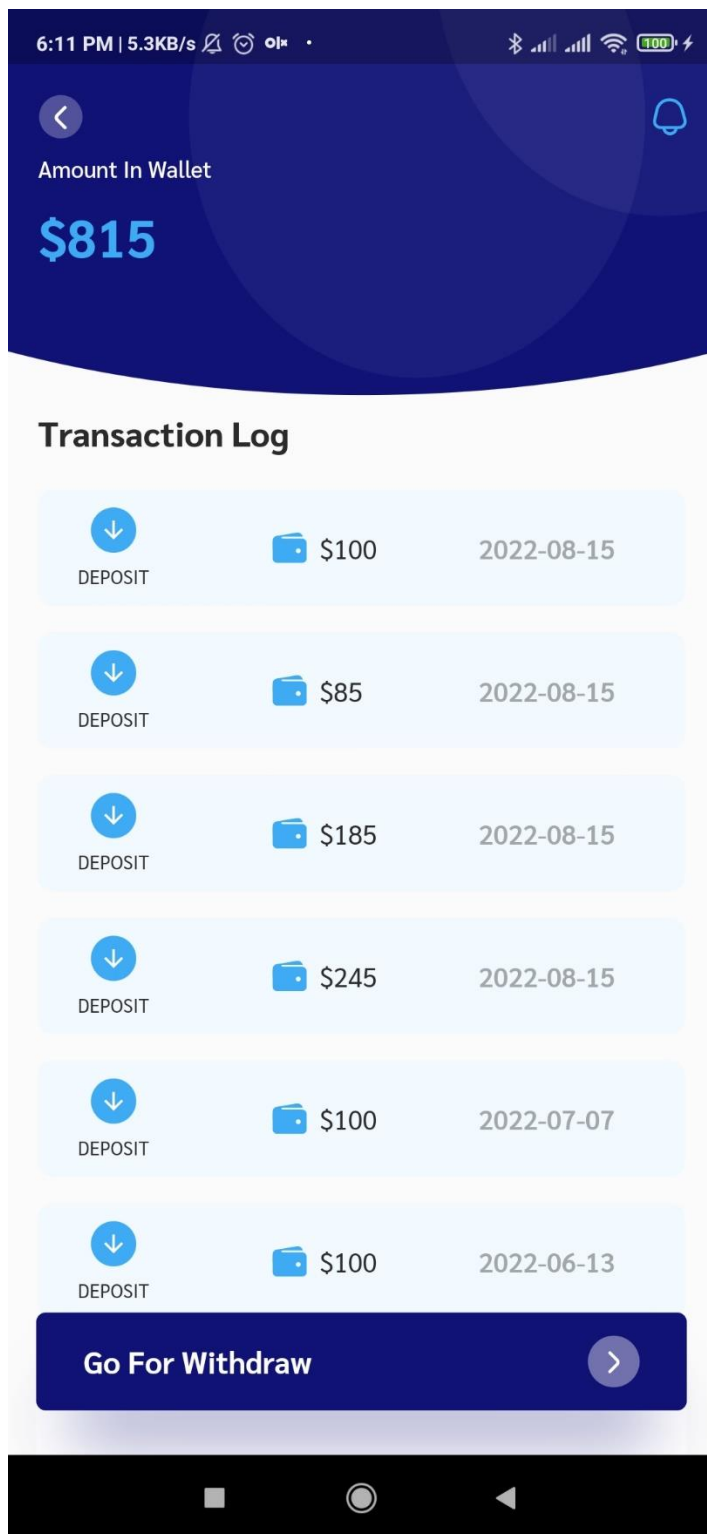 6:11 PM | 5.3KB/s
100
Amount In Wallet
$815
Transaction Log
DEPOSIT $100 2022-08-15
DEPOSIT $85 2022-08-15
DEPOSIT $185 2022-08-15
DEPOSIT $245 2022-08-15
DEPOSIT $100 2022-07-07
DEPOSIT $100 2022-06-13
Go For Withdraw